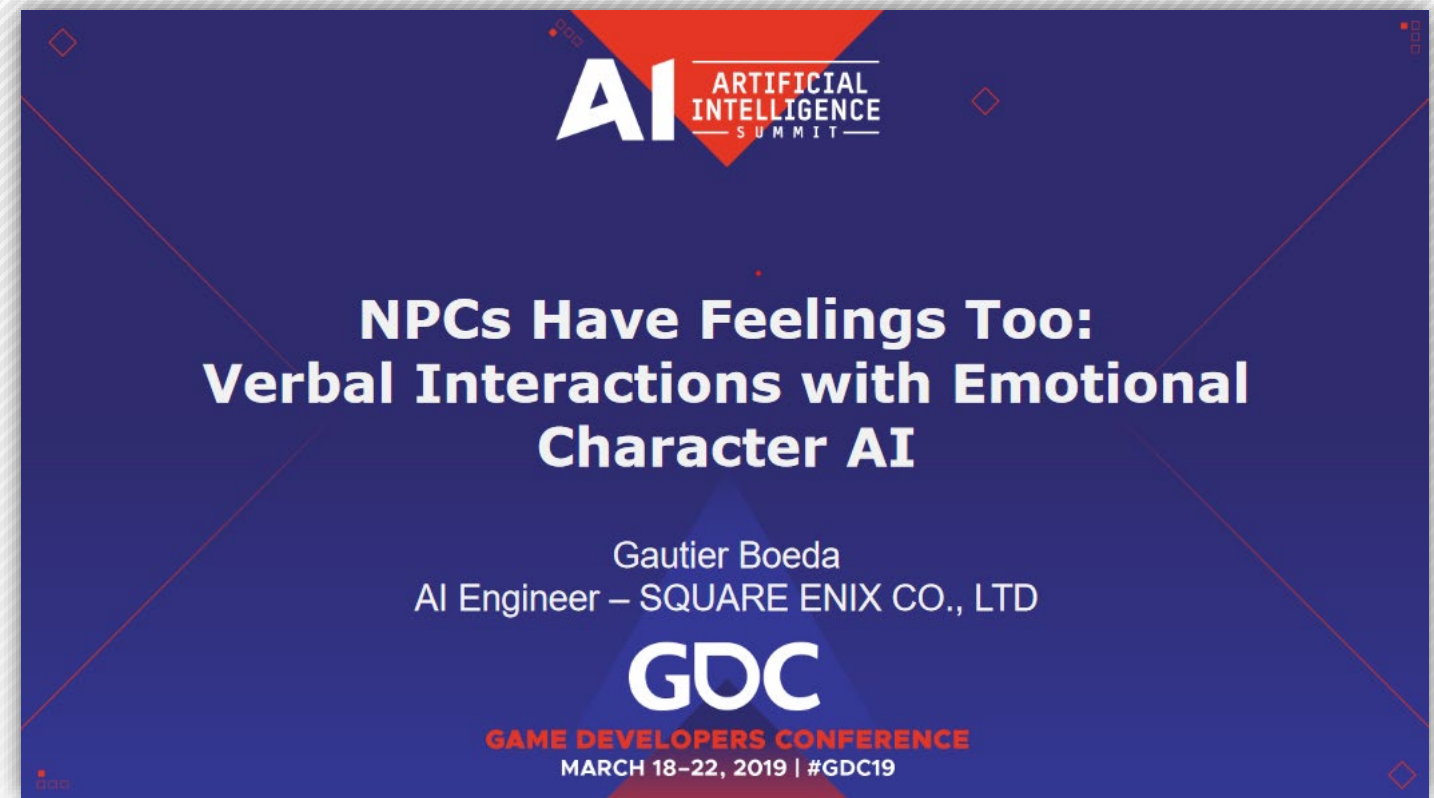 AI ARTIFICIAL
INTELLIGENCE
SUMMIT
NPCs Have Feelings Too:
Verbal Interactions with Emotional
Character AI
Gautier Boeda
AI Engineer – SQUARE ENIX CO., LTD
GDC
GAME DEVELOPERS CONFERENCE
MARCH 18–22, 2019 | #GDC19